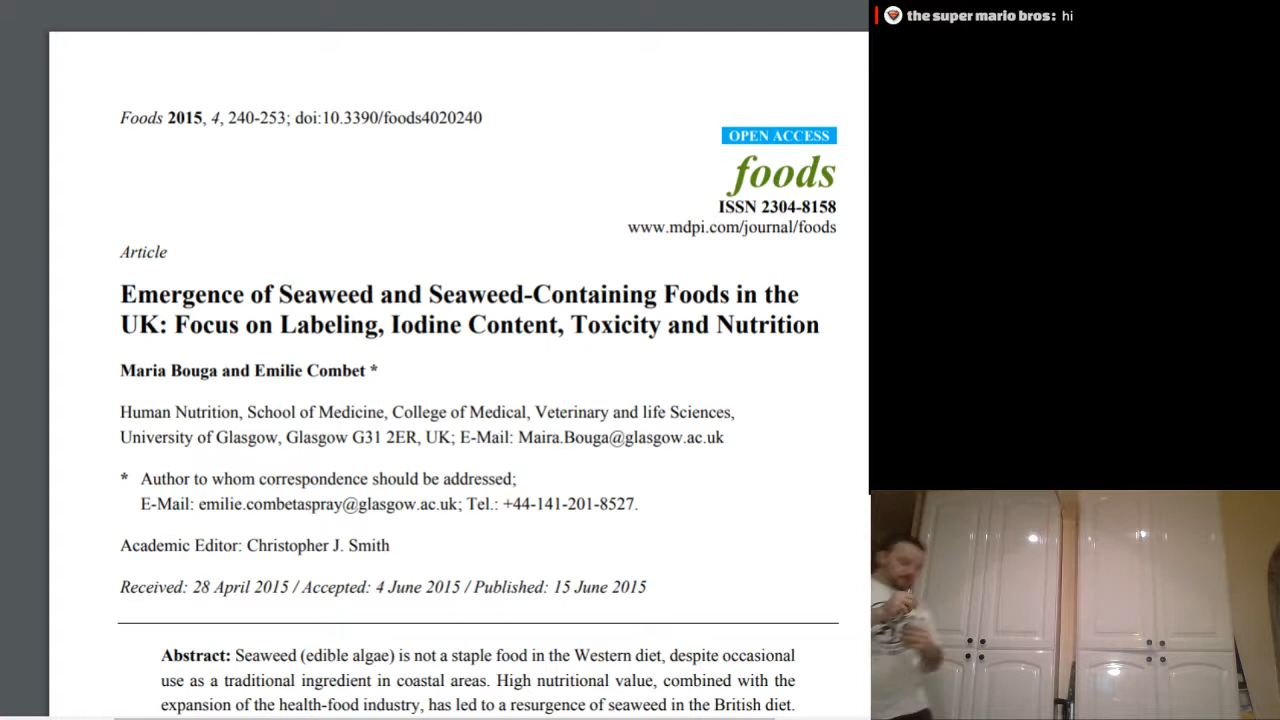 Foods 2015, 4, 240-253; doi:10.3390/foods4020240
OPEN ACCESS
foods
ISSN 2304-8158
www.mdpi.com/journal/foods
Article
Emergence of Seaweed and Seaweed-Containing Foods in the
UK: Focus on Labeling, Iodine Content, Toxicity and Nutrition
Maria Bouga and Emilie Combet *
Human Nutrition, School of Medicine, College of Medical, Veterinary and life Sciences,
University of Glasgow, Glasgow G31 2ER, UK; E-Mail: Maira.Bouga@glasgow.ac.uk
* Author to whom correspondence should be addressed;
E-Mail: emilie.combetaspray@glasgow.ac.uk; Tel.: +44-141-201-8527.
Academic Editor: Christopher J. Smith
Received: 28 April 2015 / Accepted: 4 June 2015 / Published: 15 June 2015
Abstract: Seaweed (edible algae) is not a staple food in the Western diet, despite occasional
use as a traditional ingredient in coastal areas. High nutritional value, combined with the
expansion of the health-food industry, has led to a resurgence of seaweed in the British diet.
the super mario bros: hi